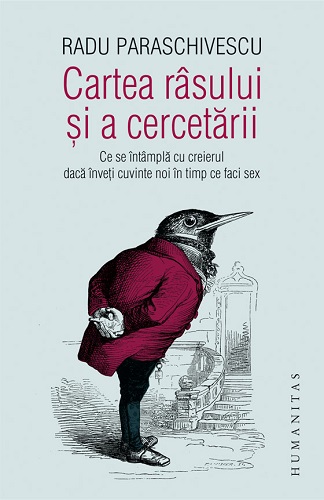 RADU PARASCHIVESCU
Cartea râsului
și a cercetării
Ce se întâmplă cu creierul
dacă înveți cuvinte noi în timp ce faci sex
HUMANITAS